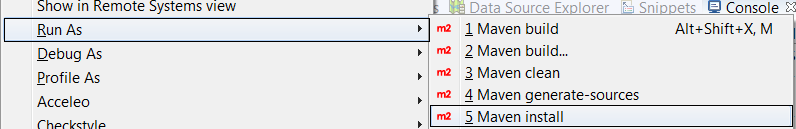 Show in Remote Systems view
Run As
Debug As
Profile As
Acceleo
Checkstyle
Data Source Explorer Snippets Console
m2 1 Maven build Alt+Shift+X, M
m2 2 Maven build...
m2 3 Maven clean
m2 4 Maven generate-sources
m2 5 Maven install